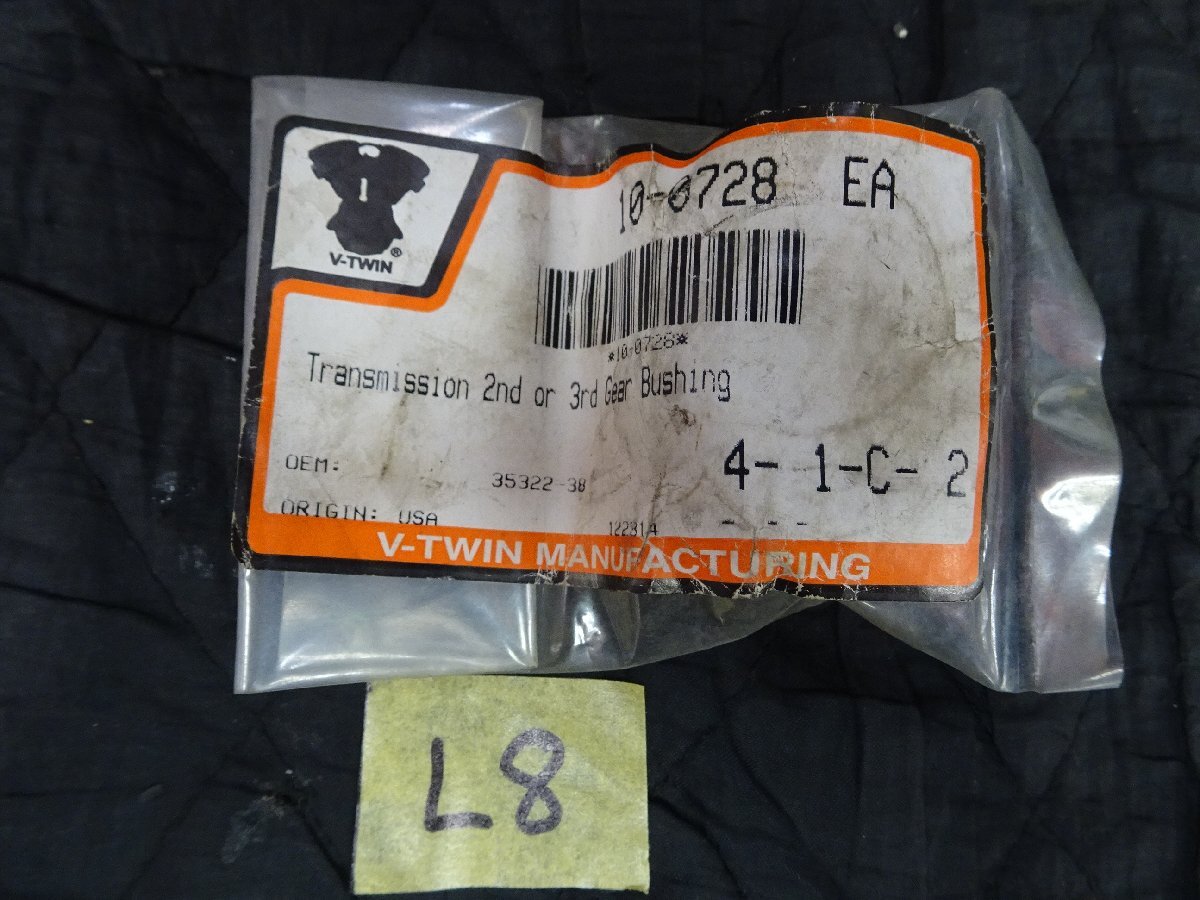 10-0728 EA
V-TWIN®
*10-0728*
Transmission 2nd or 3rd Gear Bushing
4- 1-C- 2
OEM: 35322-38
ORIGIN: USA - - -
V-TWIN MANUFACTURING
L8